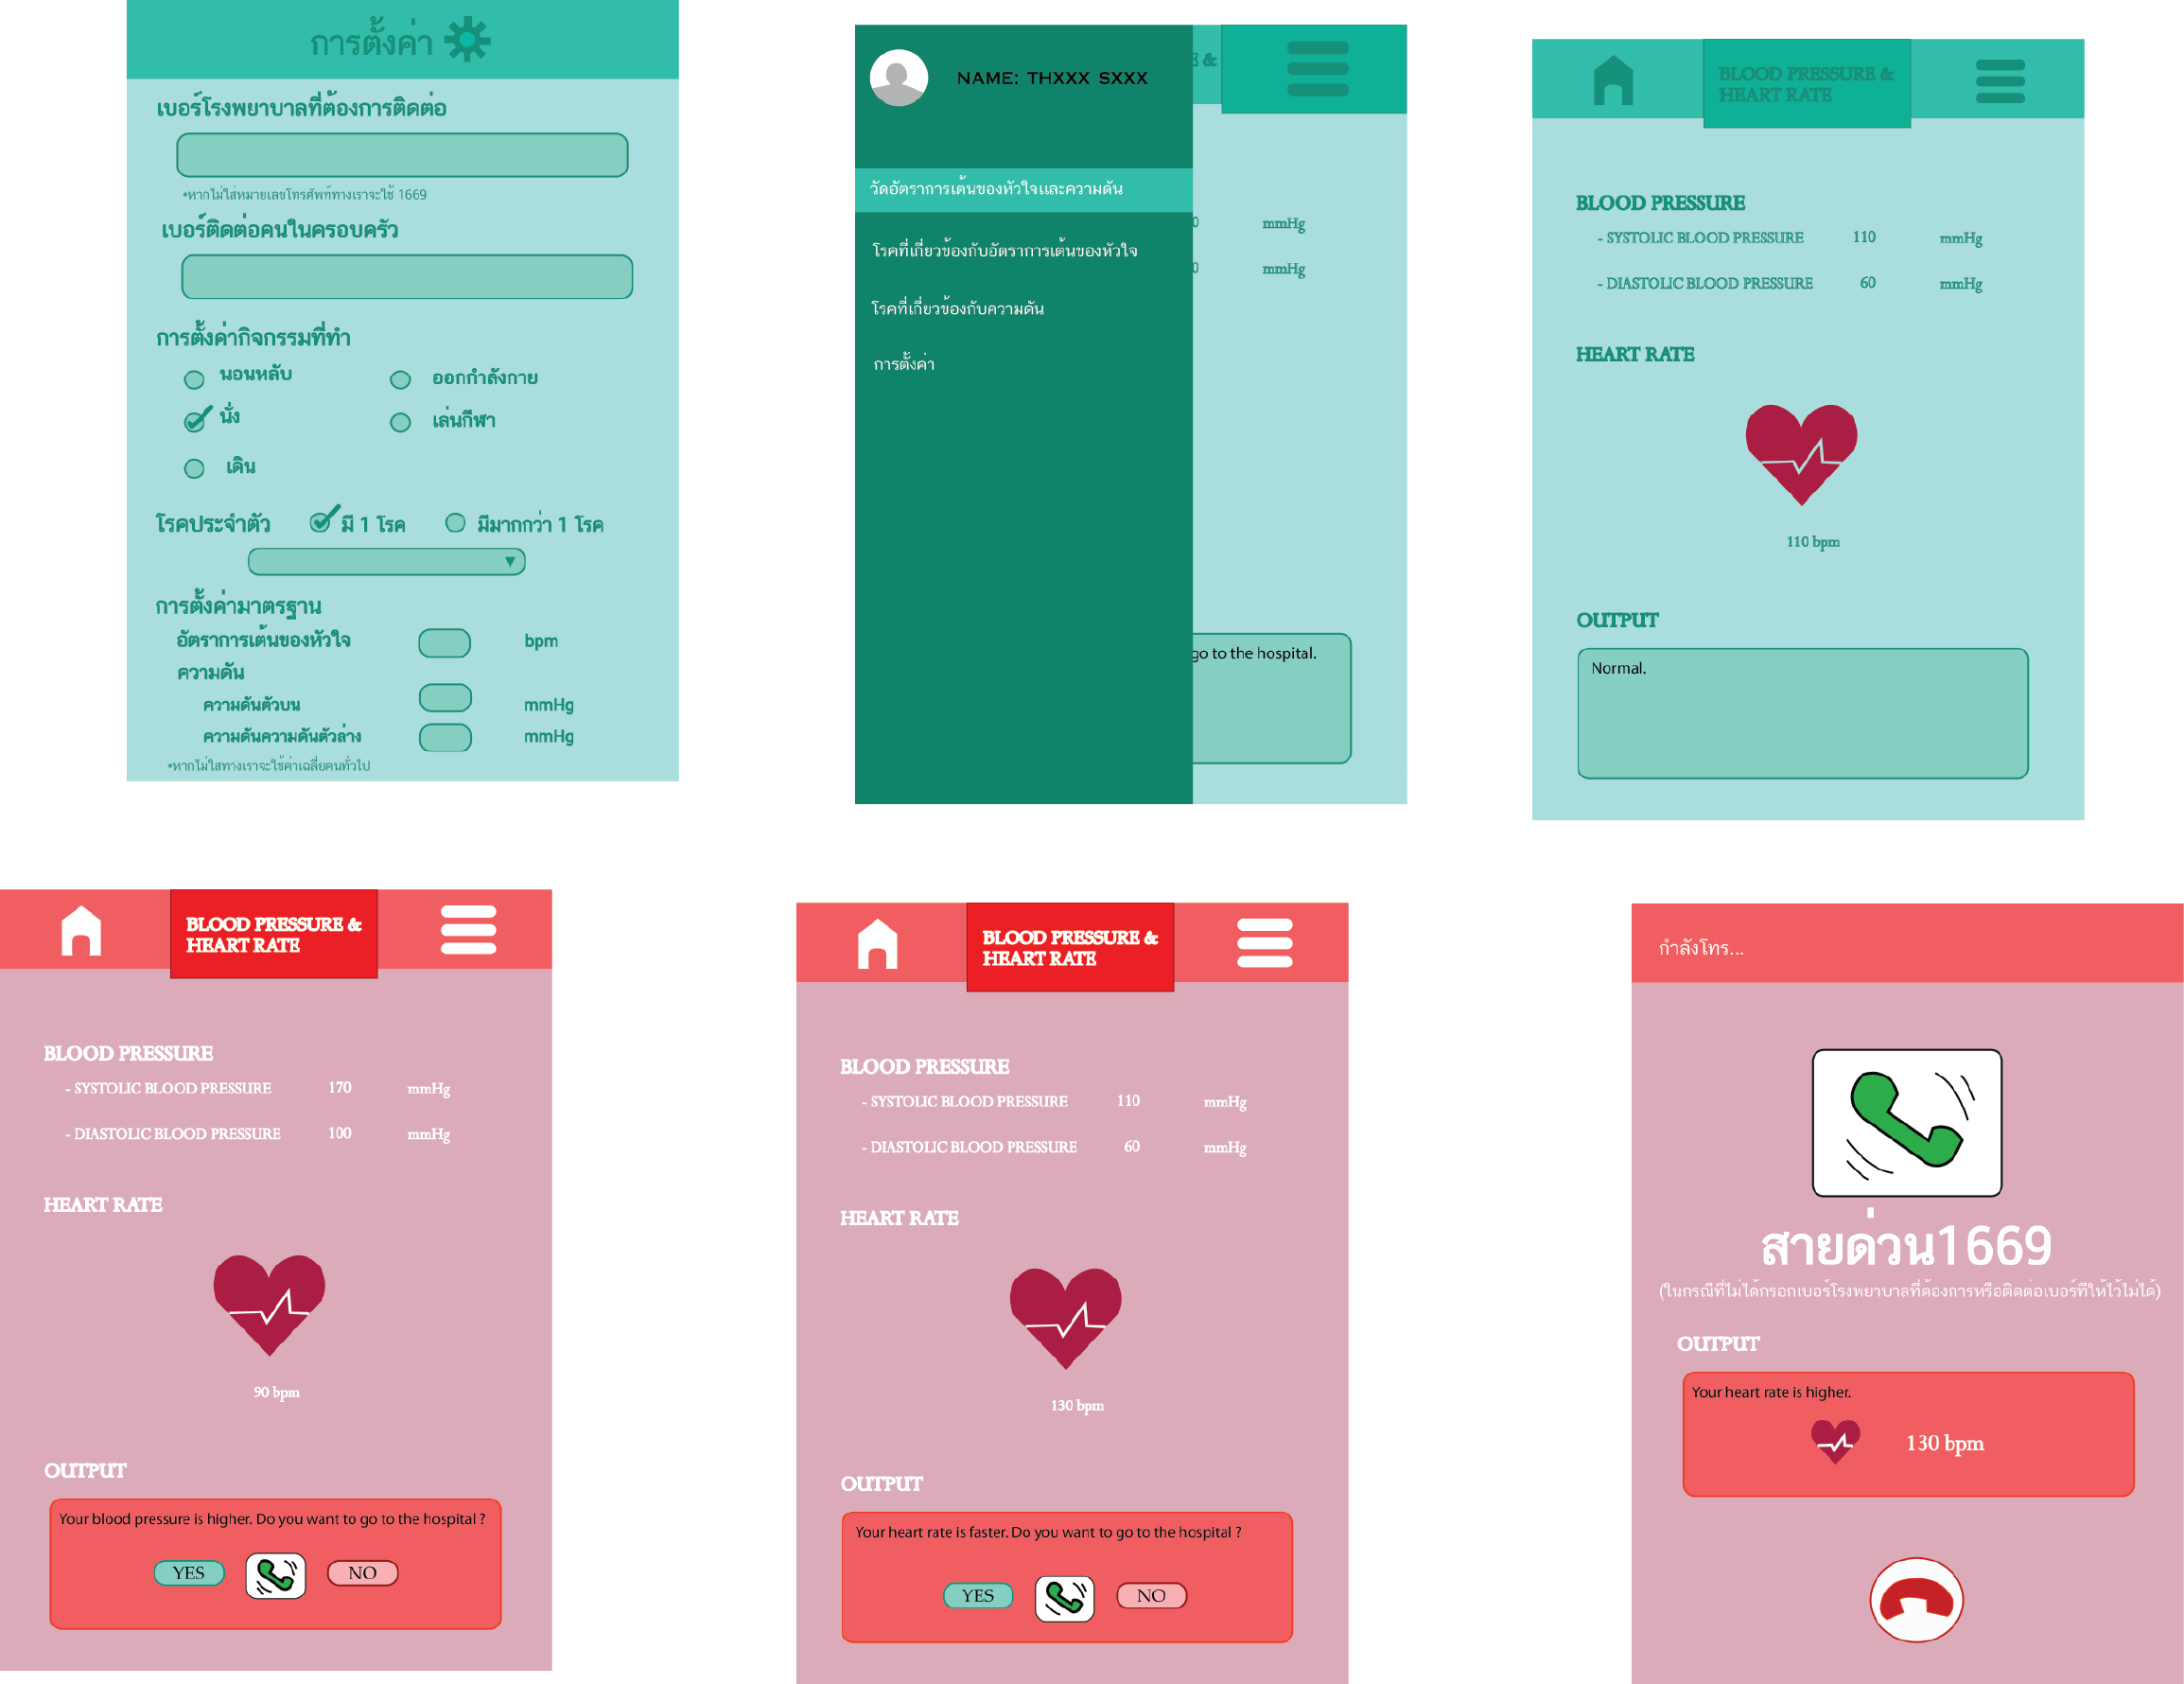 การตั้งค่า
เบอร์โรงพยาบาลที่ต้องการติดต่อ
*หากไม่ใส่หมายเลขโทรศัพท์ทางเราจะใช้ 1669
เบอร์ติดต่อคนในครอบครัว
การตั้งค่ากิจกรรมที่ทำ
นอนหลับ
ออกกำลังกาย
นั่ง
เล่นกีฬา
เดิน
โรคประจำตัว มี 1 โรค มีมากกว่า 1 โรค
การตั้งค่ามาตรฐาน
อัตราการเต้นของหัวใจ bpm
ความดัน
ความดันตัวบน mmHg
ความดันความดันตัวล่าง mmHg
*หากไม่ใสทางเราจะใช้ค่าเฉลี่ยคนทั่วไป
NAME: THXXX SXXX
&
วัดอัตราการเต้นของหัวใจและความดัน
โรคที่เกี่ยวข้องกับอัตราการเต้นของหัวใจ
โรคที่เกี่ยวข้องกับความดัน
การตั้งค่า
0 mmHg
0 mmHg
go to the hospital.
BLOOD PRESSURE &
HEART RATE
BLOOD PRESSURE
- SYSTOLIC BLOOD PRESSURE 110 mmHg
- DIASTOLIC BLOOD PRESSURE 60 mmHg
HEART RATE
110 bpm
OUTPUT
Normal.
BLOOD PRESSURE &
HEART RATE
BLOOD PRESSURE
- SYSTOLIC BLOOD PRESSURE 170 mmHg
- DIASTOLIC BLOOD PRESSURE 100 mmHg
HEART RATE
90 bpm
OUTPUT
Your blood pressure is higher. Do you want to go to the hospital ?
YES NO
BLOOD PRESSURE &
HEART RATE
BLOOD PRESSURE
- SYSTOLIC BLOOD PRESSURE 110 mmHg
- DIASTOLIC BLOOD PRESSURE 60 mmHg
HEART RATE
130 bpm
OUTPUT
Your heart rate is faster. Do you want to go to the hospital ?
YES NO
กำลังโทร...
สายด่วน1669
(ในกรณีที่ไม่ได้กรอกเบอร์โรงพยาบาลที่ต้องการหรือติดต่อเบอร์ทีให้ไว้ไม่ได้)
OUTPUT
Your heart rate is higher.
130 bpm